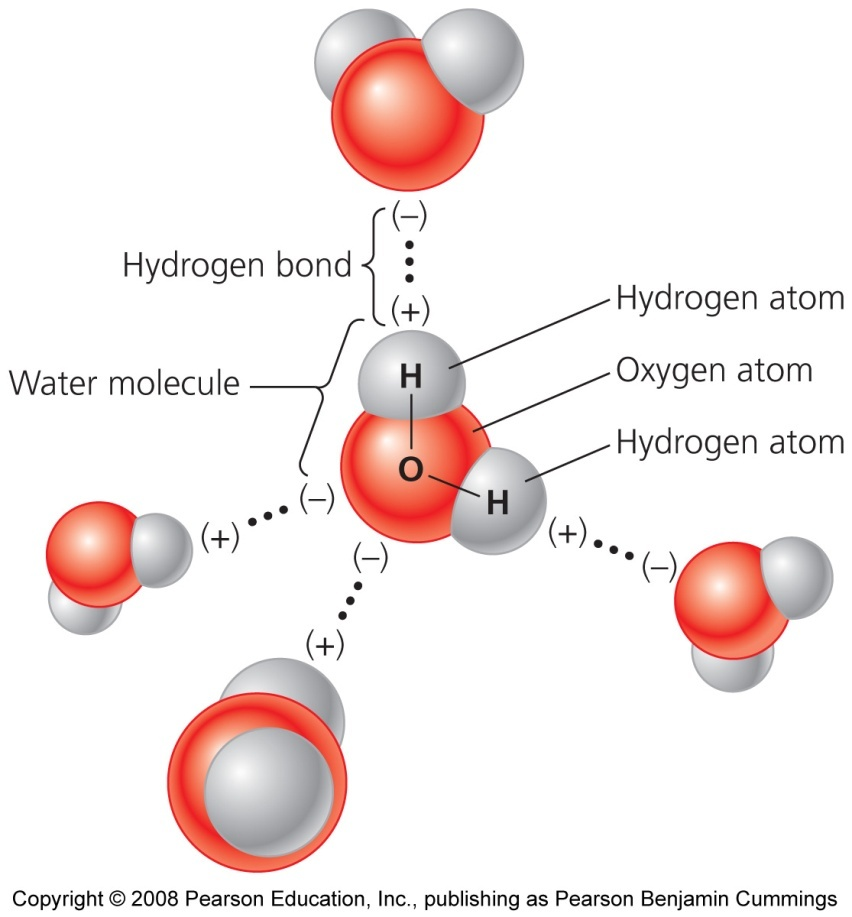 (–)
Hydrogen bond
(+)
Hydrogen atom
H
Oxygen atom
Water molecule
Hydrogen atom
O
H
(–)
(+)
(+)
(–)
(–)
(+)
Copyright © 2008 Pearson Education, Inc., publishing as Pearson Benjamin Cummings